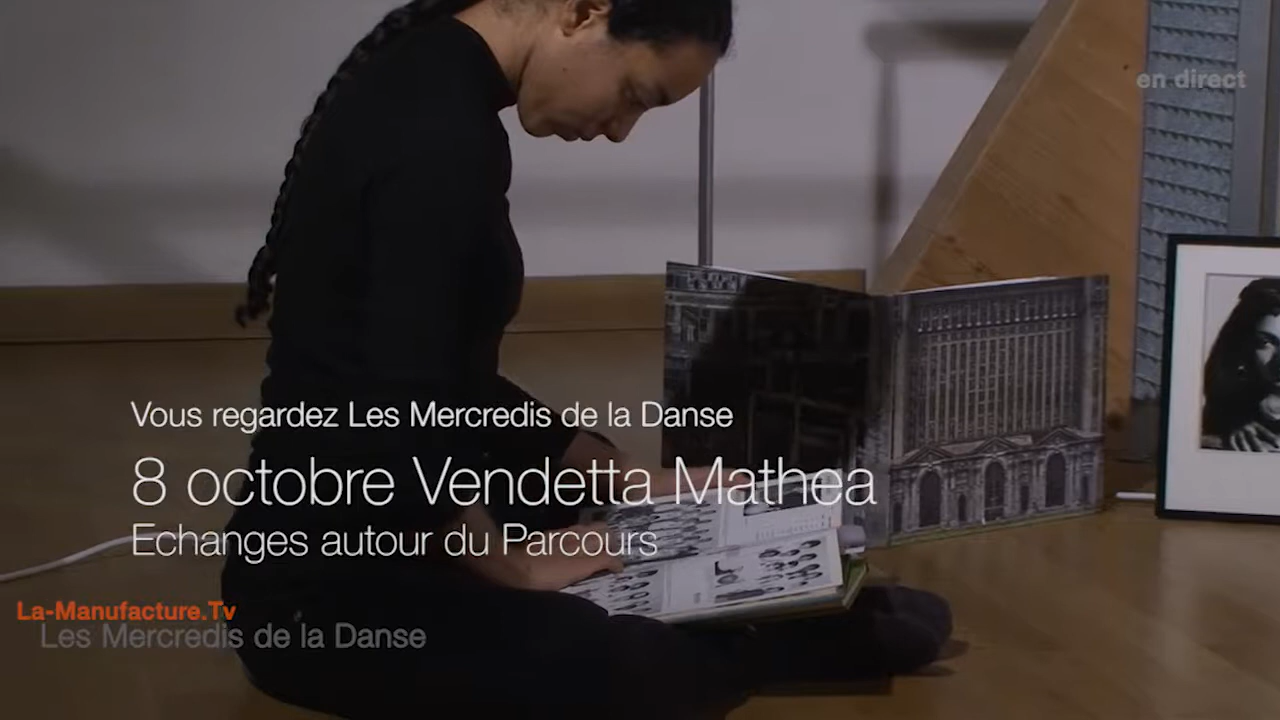 en direct
Vous regardez Les Mercredis de la Danse
8 octobre Vendetta Mathea
Echanges autour du Parcours
La-Manufacture.Tv
Les Mercredis de la Danse